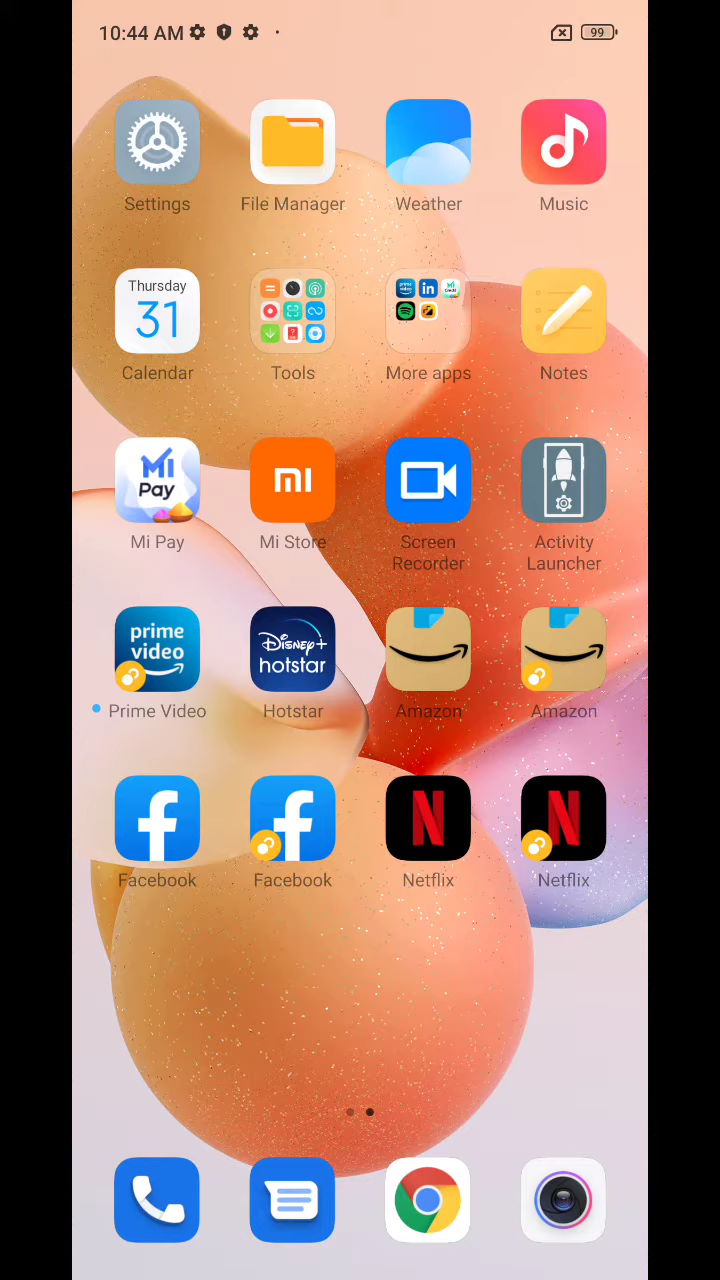 10:44 AM
99
Settings
File Manager
Weather
Music
Thursday
31
Calendar
Tools
More apps
Notes
MI
Pay
Mi Pay
mi
Mi Store
Screen
Recorder
Activity
Launcher
prime
video
Prime Video
Disney+
hotstar
Hotstar
Amazon
Amazon
Facebook
Facebook
Netflix
Netflix